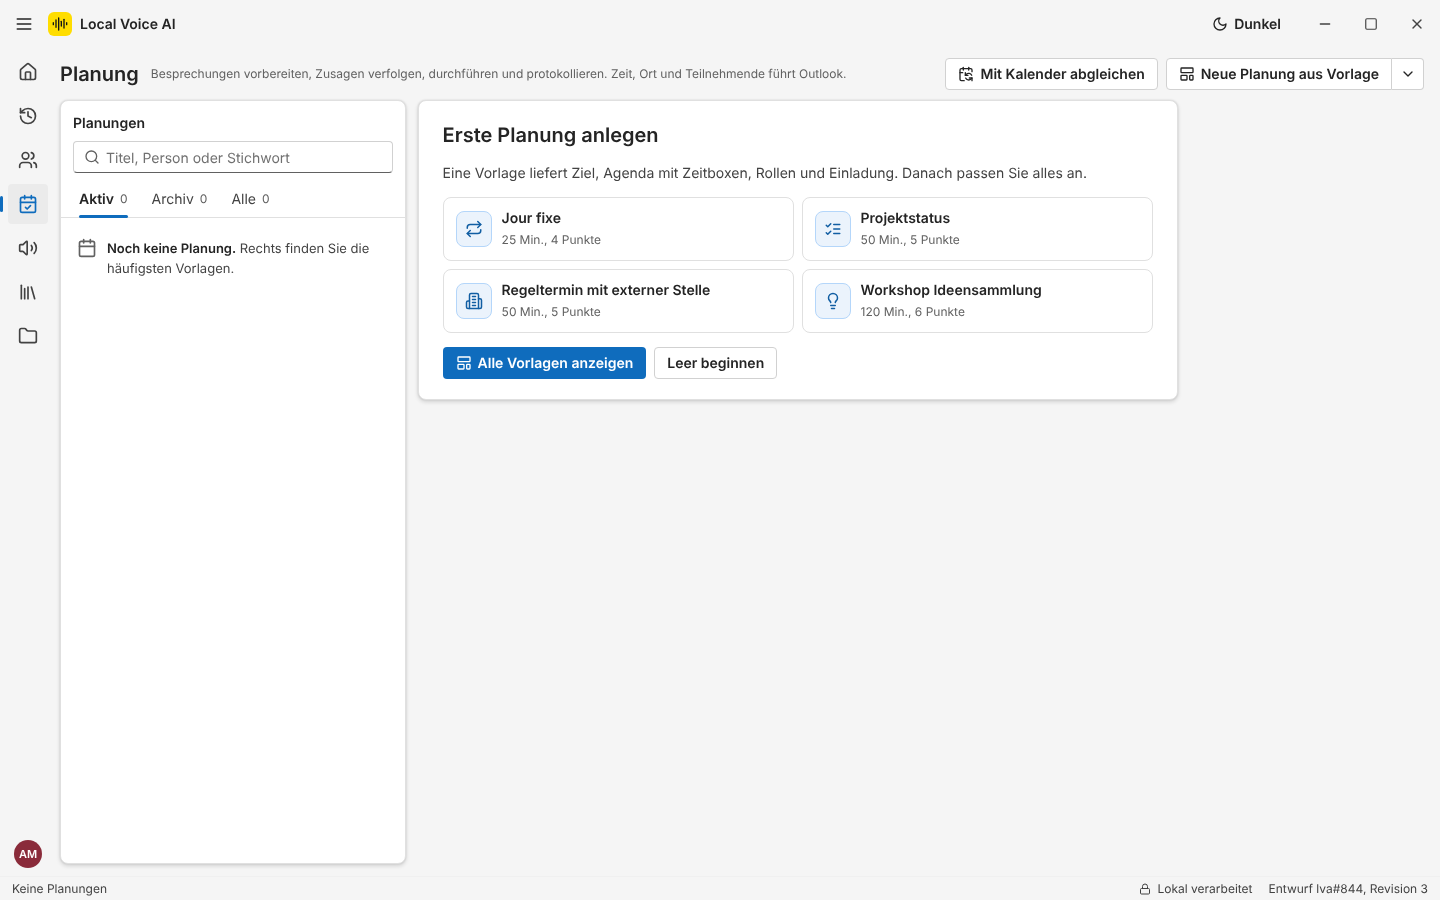 Local Voice AI
Dunkel
Planung
Besprechungen vorbereiten, Zusagen verfolgen, durchführen und protokollieren. Zeit, Ort und Teilnehmende führt Outlook.
Mit Kalender abgleichen
Neue Planung aus Vorlage
Planungen
Titel, Person oder Stichwort
Aktiv 0
Archiv 0
Alle 0
Noch keine Planung. Rechts finden Sie die
häufigsten Vorlagen.
Erste Planung anlegen
Eine Vorlage liefert Ziel, Agenda mit Zeitboxen, Rollen und Einladung. Danach passen Sie alles an.
Jour fixe
25 Min., 4 Punkte
Projektstatus
50 Min., 5 Punkte
Regeltermin mit externer Stelle
50 Min., 5 Punkte
Workshop Ideensammlung
120 Min., 6 Punkte
Alle Vorlagen anzeigen
Leer beginnen
AM
Keine Planungen
Lokal verarbeitet
Entwurf lva#844, Revision 3